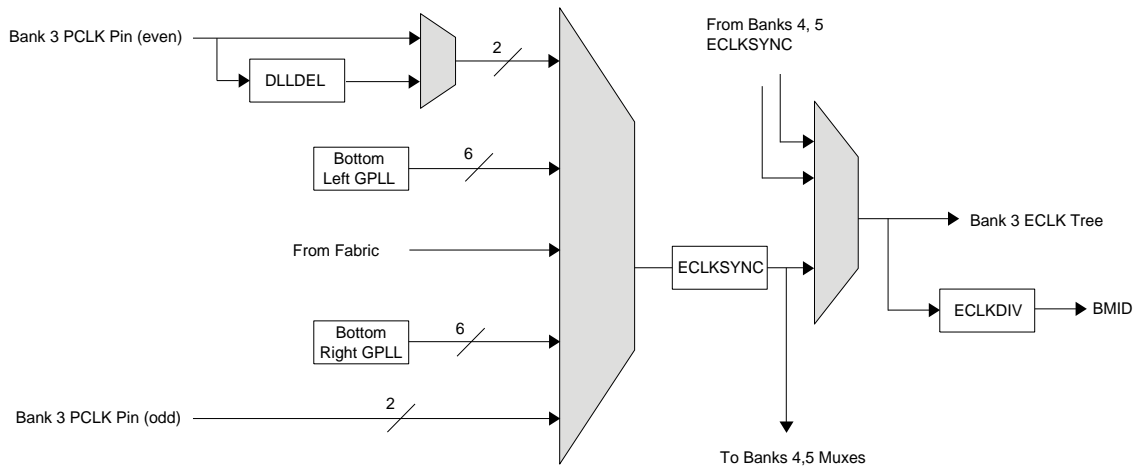 Bank 3 PCLK Pin (even)
DLLDEL
2
From Banks 4, 5
ECLKSYNC
Bottom
Left GPLL
6
From Fabric
ECLKSYNC
Bank 3 ECLK Tree
ECLKDIV
BMID
Bottom
Right GPLL
6
Bank 3 PCLK Pin (odd)
2
To Banks 4,5 Muxes